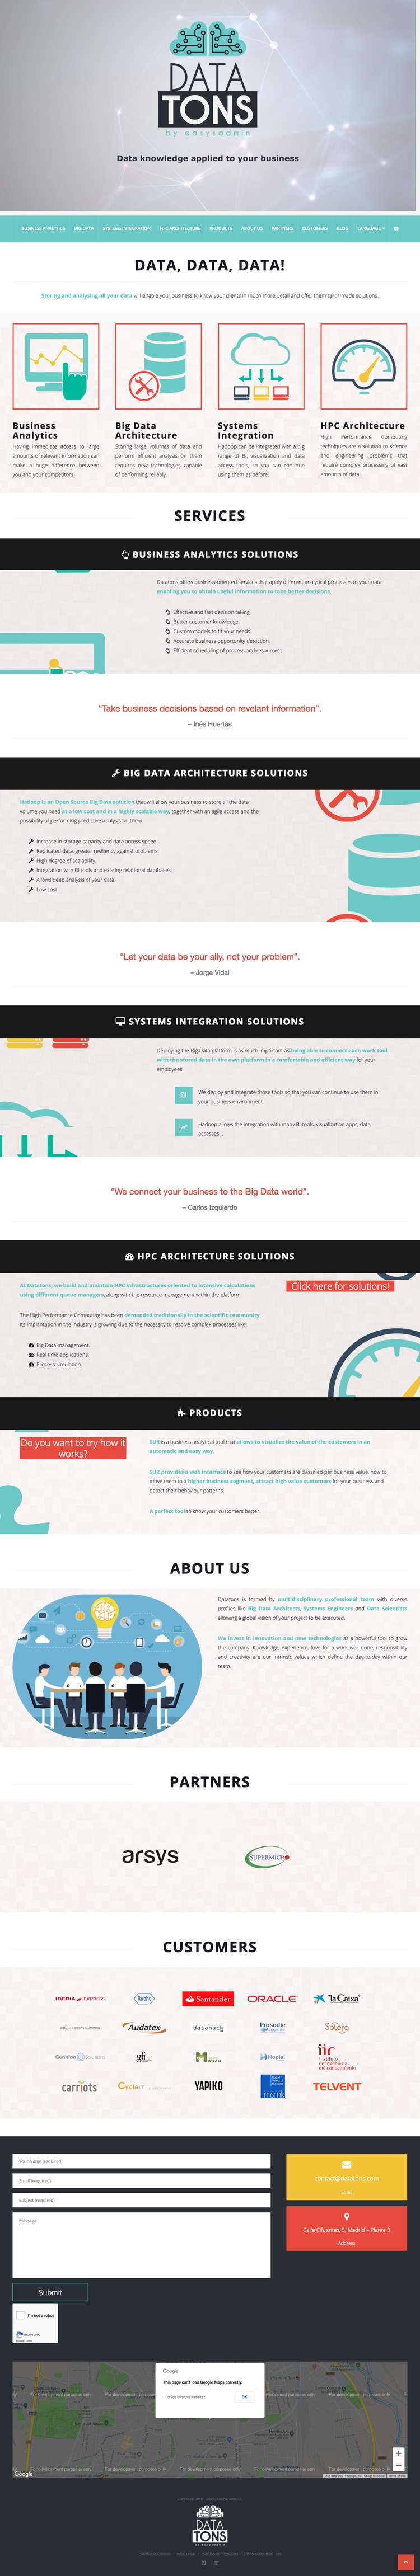 DATA
TONS
by easysadmin
Data knowledge applied to your business
BUSINESS ANALYTICS BIG DATA SYSTEMS INTEGRATION HPC ARCHITECTURE PRODUCTS ABOUT US PARTNERS CUSTOMERS BLOG LANGUAGE
DATA, DATA, DATA!
Storing and analysing all your data will enable your business to know your clients in much more detail and offer them tailor-made solutions.
Business
Analytics
Having immediate access to large
amounts of relevant information can
make a huge difference between
you and your competitors.
Big Data
Architecture
Storing large volumes of data and
perform efficient analysis on them
requires new technologies capable
of performing reliably.
Systems
Integration
Hadoop can be integrated with a big
range of BI, visualization and data
access tools, so you can continue
using them as before.
HPC Architecture
High Performance Computing
techniques are a solution to science
and engineering problems that
require complex processing of vast
amounts of data.
SERVICES
BUSINESS ANALYTICS SOLUTIONS
Datatons offers business-oriented services that apply different analytical processes to your data
enabling you to obtain useful information to take better decisions.
Effective and fast decision taking.
Better customer knowledge.
Custom models to fit your needs.
Accurate business opportunity detection.
Efficient scheduling of process and resources.
“Take business decisions based on revelant information”.
– Inés Huertas
BIG DATA ARCHITECTURE SOLUTIONS
Hadoop is an Open Source Big Data solution that will allow your business to store all the data
volume you need at a low cost and in a highly scalable way, together with an agile access and the
possibility of performing predictive analysis on them.
Increase in storage capacity and data access speed.
Replicated data, greater resiliency against problems.
High degree of scalability.
Integration with BI tools and existing relational databases.
Allows deep analysis of your data.
Low cost.
“Let your data be your ally, not your problem”.
– Jorge Vidal
SYSTEMS INTEGRATION SOLUTIONS
Deploying the Big Data platform is as much important as being able to connect each work tool
with the stored data in the own platform in a comfortable and efficient way for your
employees.
We deploy and integrate those tools so that you can continue to use them in
your business environment.
Hadoop allows the integration with many BI tools, visualization apps, data
accesses...
“We connect your business to the Big Data world”.
– Carlos Izquierdo
HPC ARCHITECTURE SOLUTIONS
At Datatons, we build and maintain HPC infrastructures oriented to intensive calculations
using different queue managers, along with the resource management within the platform.
The High Performance Computing has been demanded traditionally in the scientific community.
Its implantation in the industry is growing due to the necessity to resolve complex processes like:
Big Data management.
Real time applications.
Process simulation.
Click here for solutions!
PRODUCTS
Do you want to try how it
works?
SUR is a business analytical tool that allows to visualize the value of the customers in an
automatic and easy way.
SUR provides a web interface to see how your customers are classified per business value, how to
move them to a higher business segment, attract high value customers for your business and
detect their behaviour patterns.
A perfect tool to know your customers better.
ABOUT US
Datatons is formed by multidisciplinary professional team with diverse
profiles like Big Data Architects, Systems Engineers and Data Scientists
allowing a global vision of your project to be executed.
We invest in innovation and new technologies as a powerful tool to grow
the company. Knowledge, experience, love for a work well done, responsibility
and creativity are our intrinsic values which define the day-to-day within our
team.
PARTNERS
arsys
SUPERMICR
CUSTOMERS
IBERIA EXPRESS
Roche
Santander
ORACLE
"la Caixa"
Audatex
datahack
Prosodie
Capgemini
Gennion Solutions
gfi
Hopla!
iic
instituto
de ingeniería
del conocimiento
carriots
YAPIKO
msmk
TELVENT
Your Name (required)
Email (required)
Subject (required)
Message
Submit
I'm not a robot
contact@datatons.com
Email
Calle Cifuentes, 5, Madrid – Planta 3
Address
Google
This page can't load Google Maps correctly.
Do you own this website?
OK
For development purposes only
For development purposes only
For development purposes only
For development purposes only
Google
DATA
TONS
by easysadmin